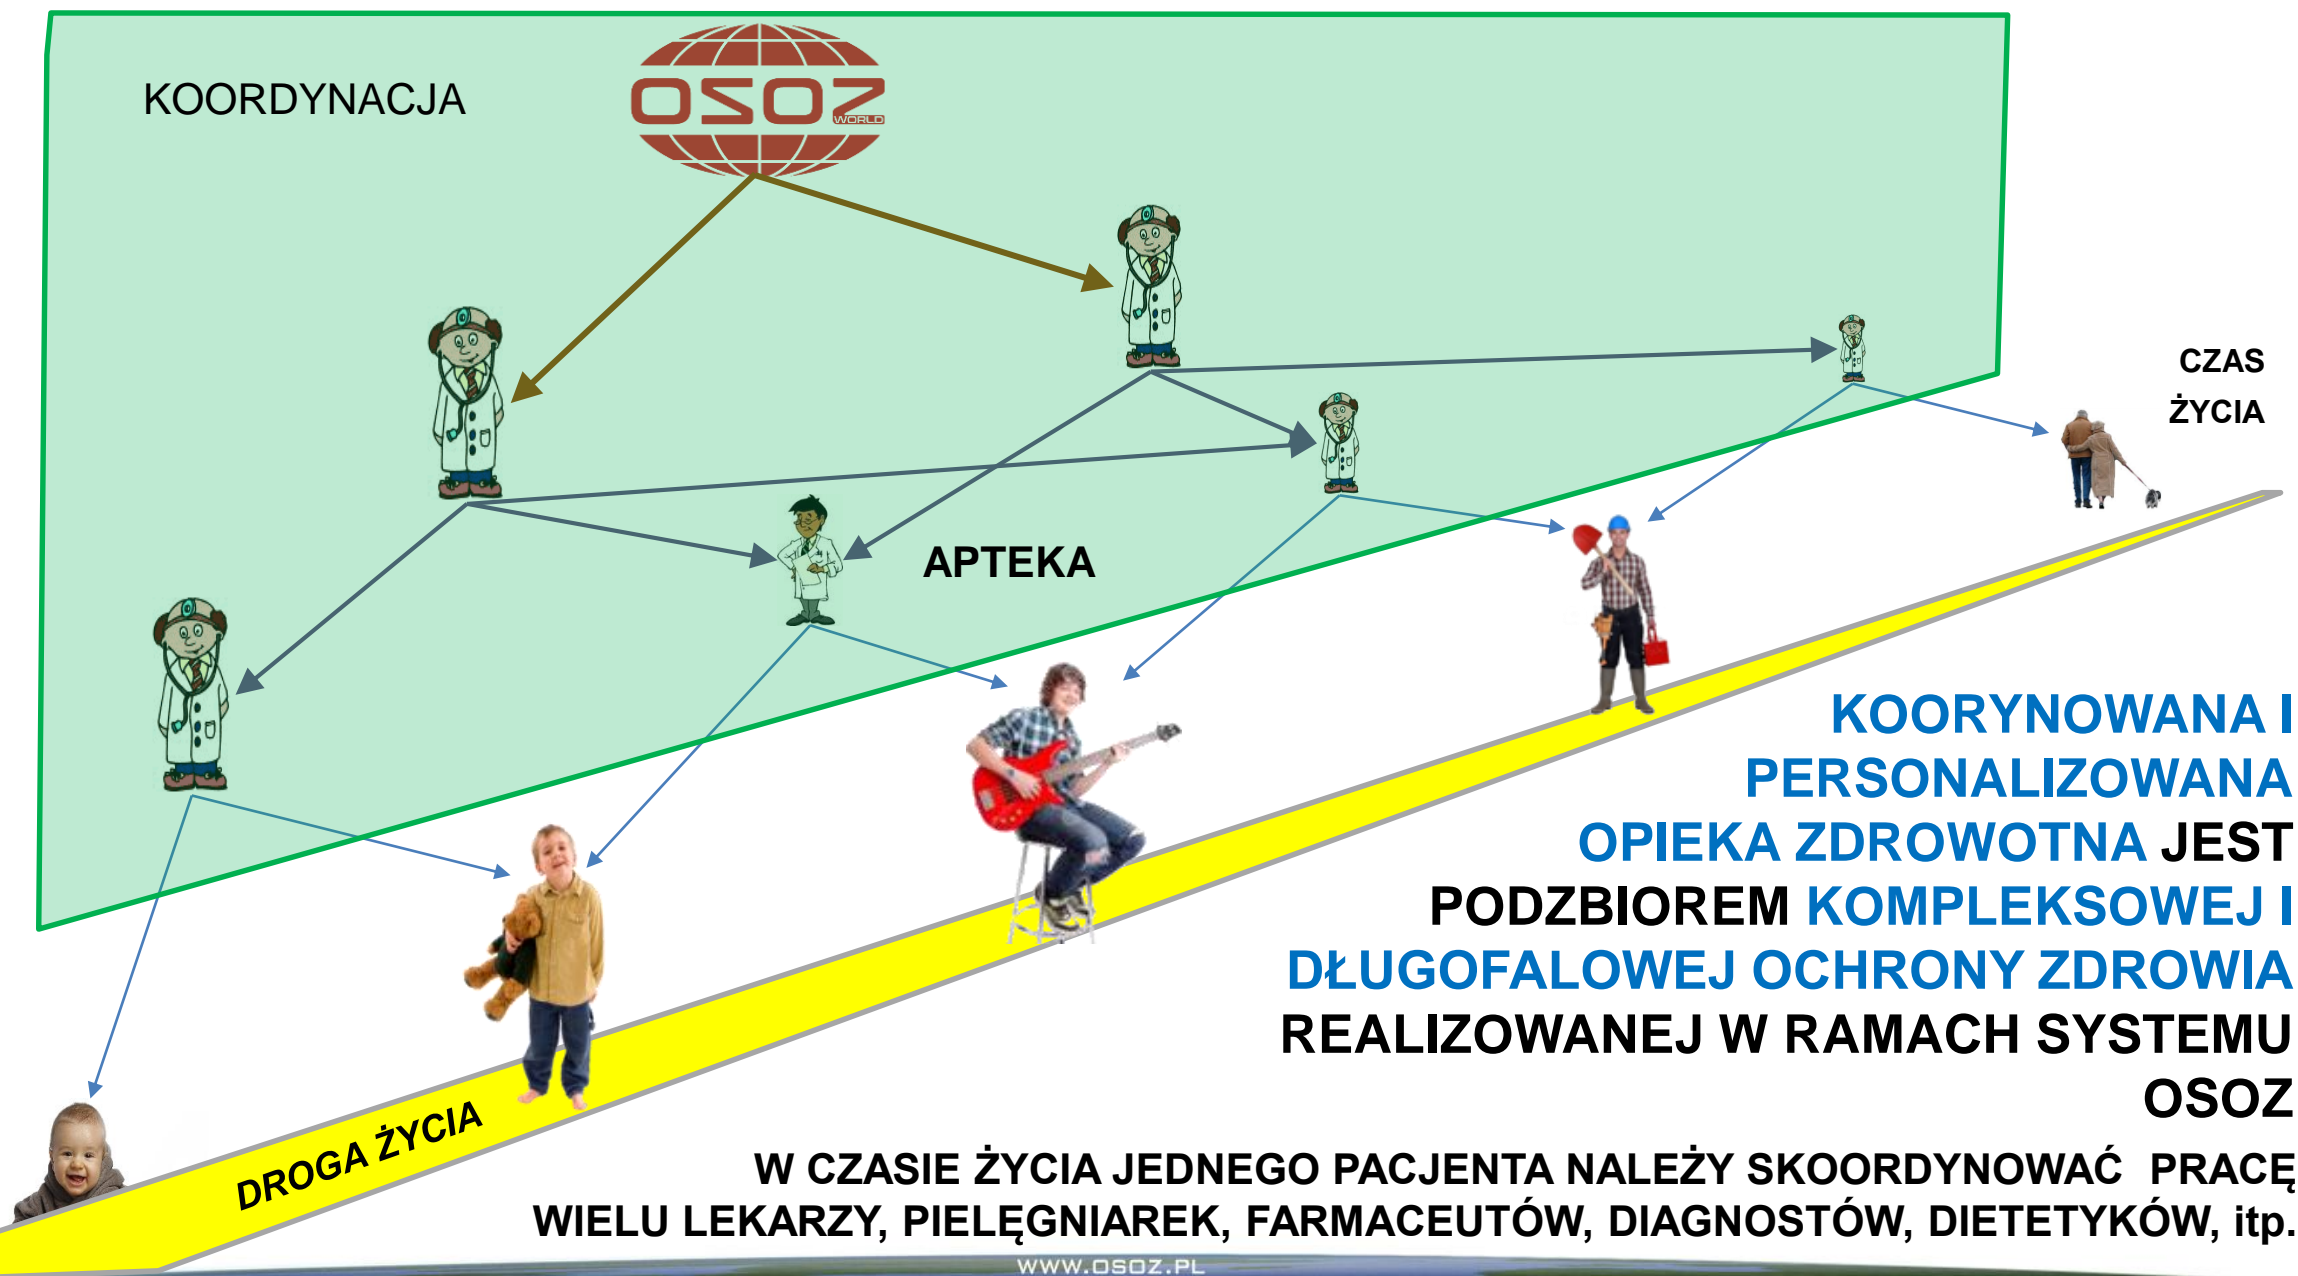 KOORDYNACJA
OSOZ
WORLD
CZAS
ŻYCIA
APTEKA
KOORYNOWANA I
PERSONALIZOWANA
OPIEKA ZDROWOTNA JEST
PODZBIOREM KOMPLEKSOWEJ I
DŁUGOFALOWEJ OCHRONY ZDROWIA
REALIZOWANEJ W RAMACH SYSTEMU
OSOZ
DROGA ŻYCIA
W CZASIE ŻYCIA JEDNEGO PACJENTA NALEŻY SKOORDYNOWAĆ PRACĘ
WIELU LEKARZY, PIELĘGNIAREK, FARMACEUTÓW, DIAGNOSTÓW, DIETETYKÓW, itp.
WWW.OSOZ.PL